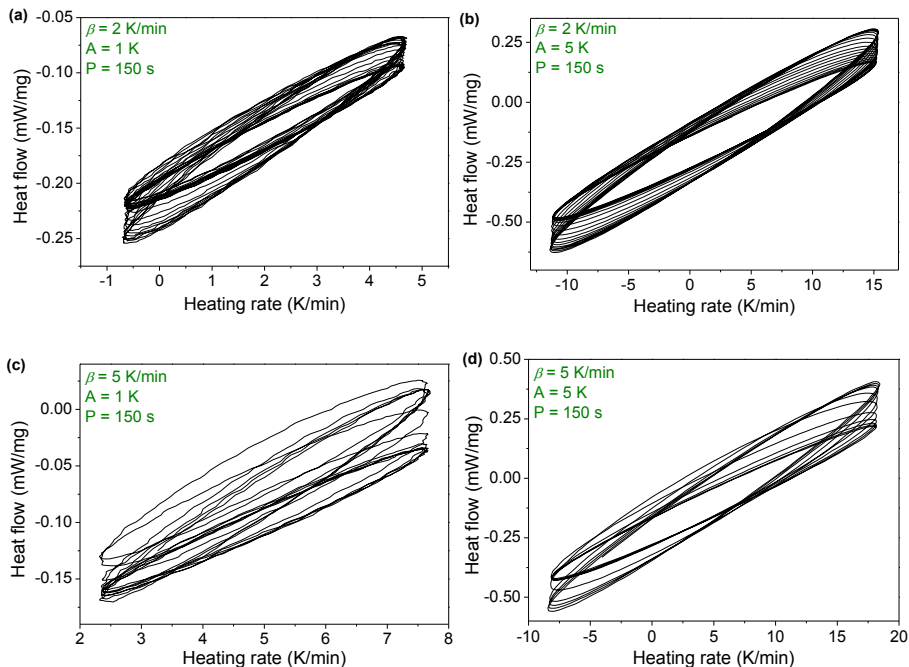 (a)
β = 2 K/min
A = 1 K
P = 150 s
-0.05
-0.10
-0.15
-0.20
-0.25
Heat flow (mW/mg)
-1 0 1 2 3 4 5
Heating rate (K/min)
(b)
β = 2 K/min
A = 5 K
P = 150 s
0.25
0.00
-0.25
-0.50
Heat flow (mW/mg)
-10 -5 0 5 10 15
Heating rate (K/min)
(c)
β = 5 K/min
A = 1 K
P = 150 s
0.00
-0.05
-0.10
-0.15
Heat flow (mW/mg)
2 3 4 5 6 7 8
Heating rate (K/min)
(d)
β = 5 K/min
A = 5 K
P = 150 s
0.50
0.25
0.00
-0.25
-0.50
Heat flow (mW/mg)
-10 -5 0 5 10 15 20
Heating rate (K/min)